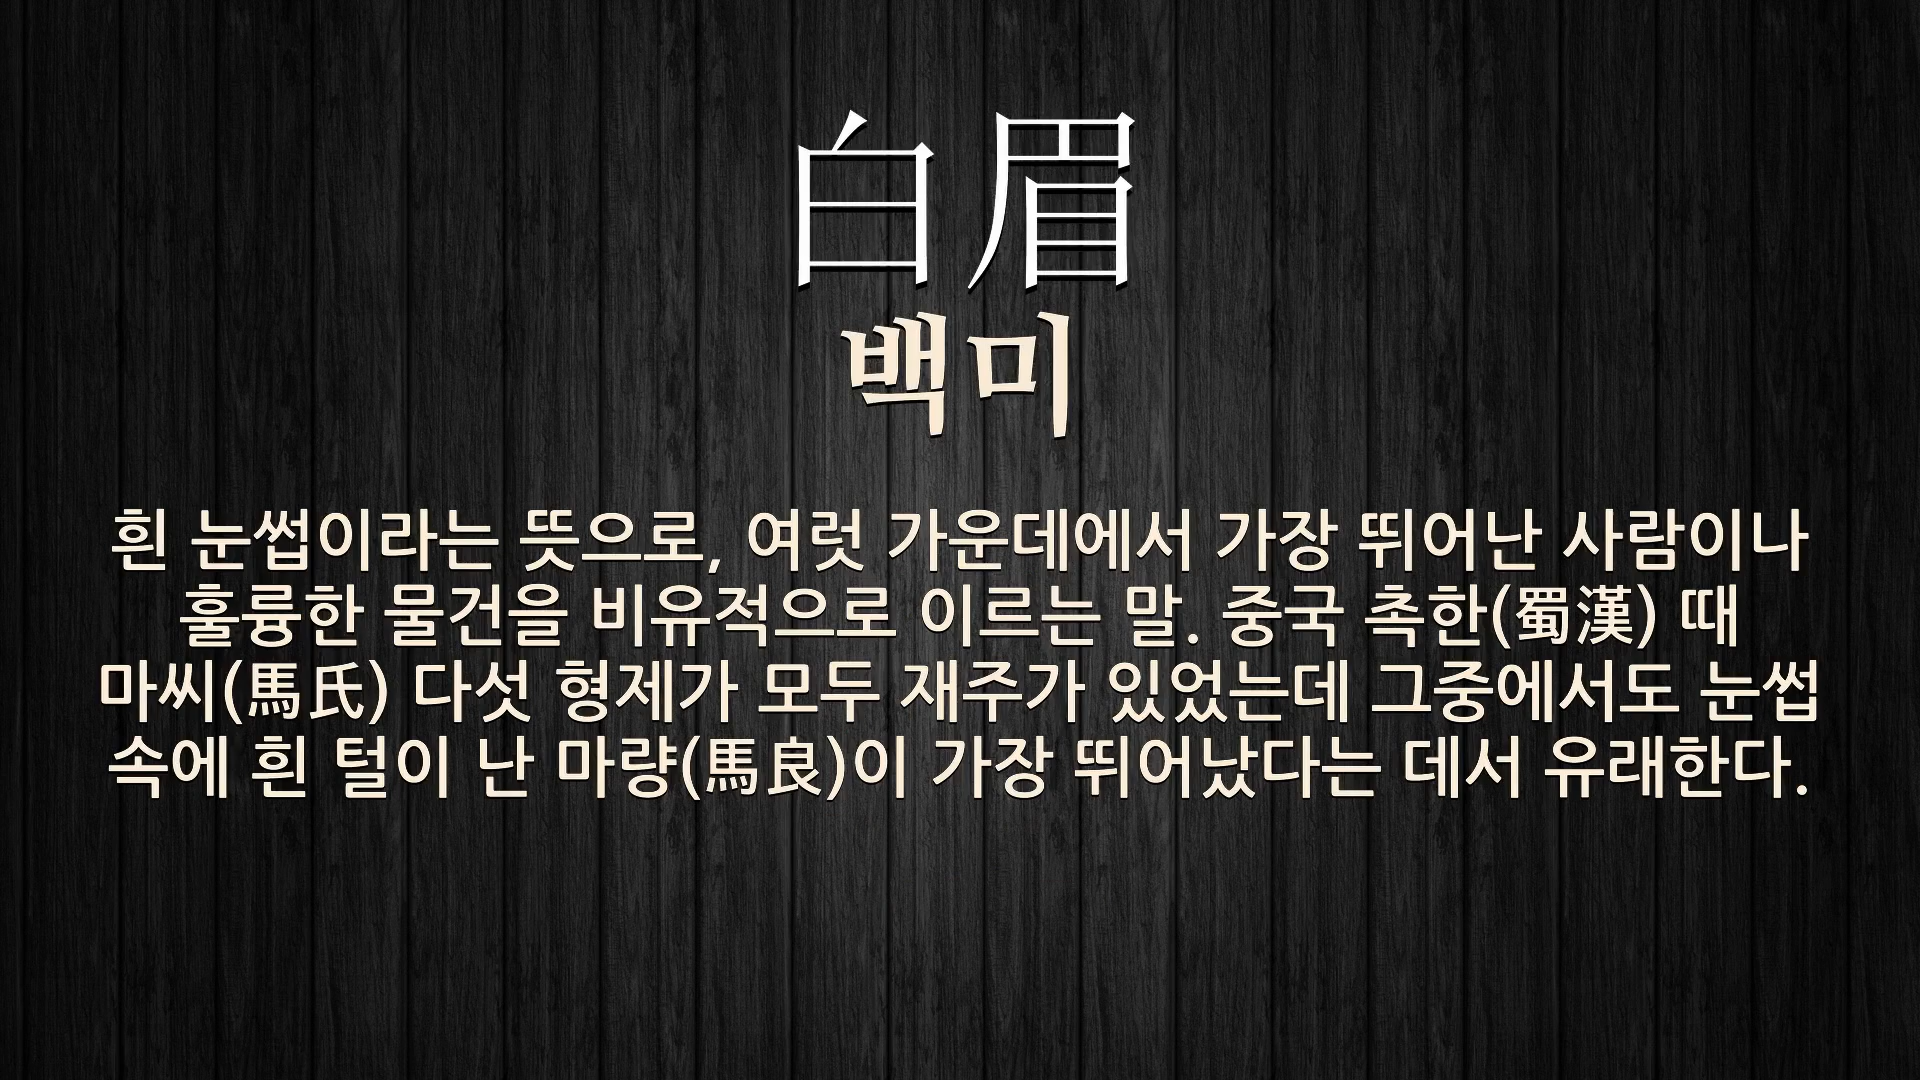 白眉
백미
흰 눈썹이라는 뜻으로, 여럿 가운데에서 가장 뛰어난 사람이나
훌륭한 물건을 비유적으로 이르는 말. 중국 촉한(蜀漢) 때
마씨(馬氏) 다섯 형제가 모두 재주가 있었는데 그중에서도 눈썹
속에 흰 털이 난 마량(馬良)이 가장 뛰어났다는 데서 유래한다.